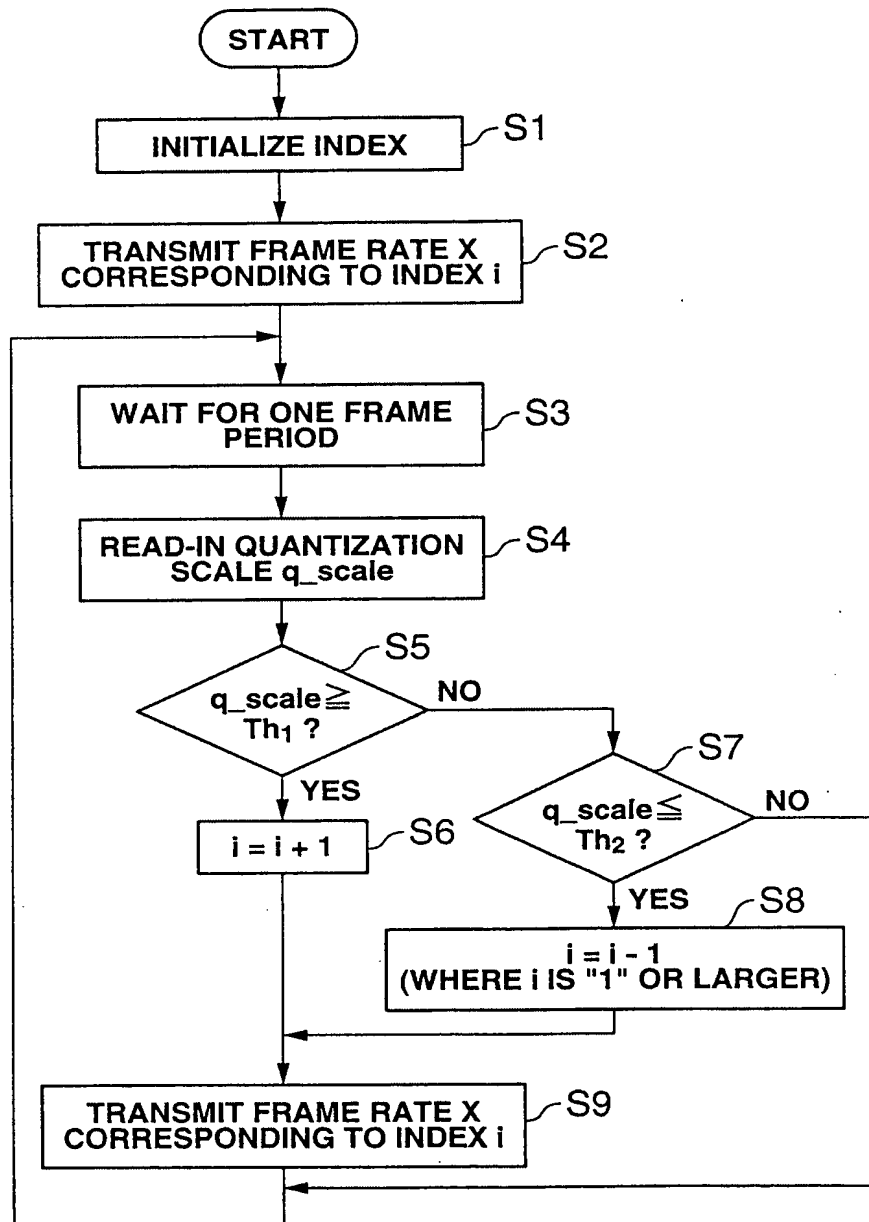 START
INITIALIZE INDEX
S1
TRANSMIT FRAME RATE X
CORRESPONDING TO INDEX i
S2
WAIT FOR ONE FRAME
PERIOD
S3
READ-IN QUANTIZATION
SCALE q_scale
S4
S5
q_scale≧
Th₁ ?
NO
YES
i = i + 1
S6
S7
q_scale≦
Th₂ ?
NO
YES
S8
i = i - 1
(WHERE i IS "1" OR LARGER)
TRANSMIT FRAME RATE X
CORRESPONDING TO INDEX i
S9